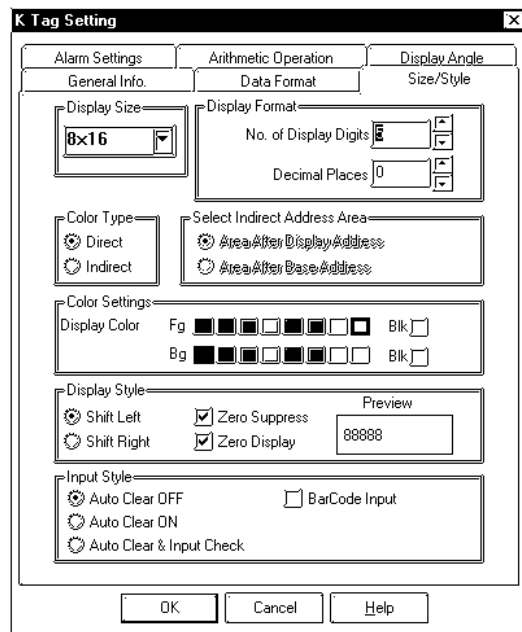 K Tag Setting
Alarm Settings Arithmetic Operation Display Angle
General Info. Data Format Size/Style
Display Size
8×16
Display Format
No. of Display Digits
Decimal Places 0
Color Type
Direct
Indirect
Select Indirect Address Area
Area After Display Address
Area After Base Address
Color Settings
Display Color Fg Blk
Bg Blk
Display Style
Shift Left Zero Suppress
Shift Right Zero Display
Preview
88888
Input Style
Auto Clear OFF BarCode Input
Auto Clear ON
Auto Clear & Input Check
OK Cancel Help